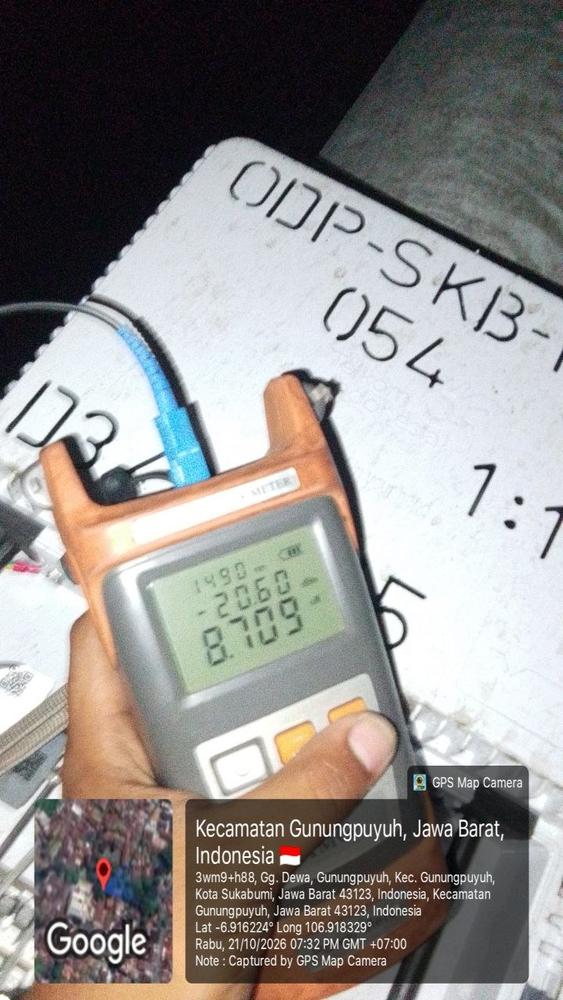 ODP-SKB-
054
D3
1:1
5
METER
1490
-20.60
8.709
GPS Map Camera
Kecamatan Gunungpuyuh, Jawa Barat,
Indonesia 🇮🇩
3wm9+h88, Gg. Dewa, Gunungpuyuh, Kec. Gunungpuyuh,
Kota Sukabumi, Jawa Barat 43123, Indonesia, Kecamatan
Gunungpuyuh, Jawa Barat 43123, Indonesia
Lat -6.916224° Long 106.918329°
Rabu, 21/10/2026 07:32 PM GMT +07:00
Note : Captured by GPS Map Camera
Google